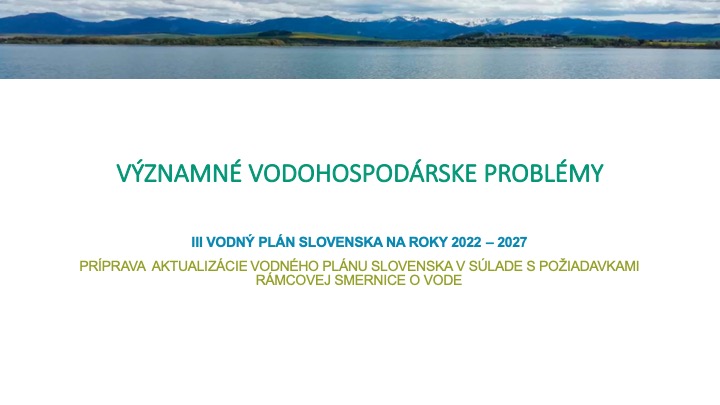 VÝZNAMNÉ VODOHOSPODÁRSKE PROBLÉMY
III VODNÝ PLÁN SLOVENSKA NA ROKY 2022 – 2027
PRÍPRAVA AKTUALIZÁCIE VODNÉHO PLÁNU SLOVENSKA V SÚLADE S POŽIADAVKAMI
RÁMCOVEJ SMERNICE O VODE